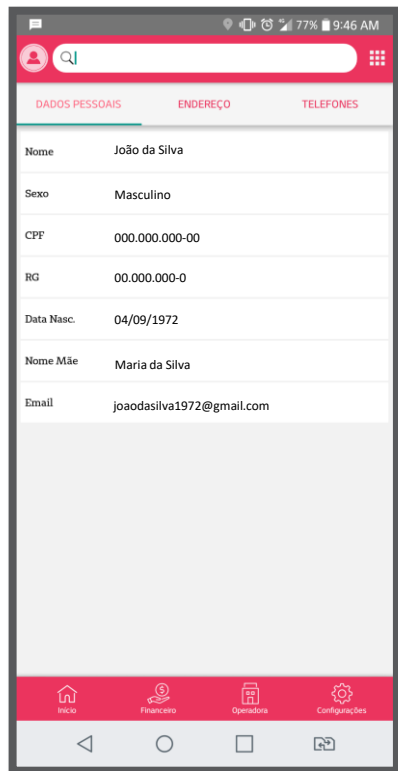 77% 9:46 AM
DADOS PESSOAIS ENDEREÇO TELEFONES
Nome João da Silva
Sexo Masculino
CPF 000.000.000-00
RG 00.000.000-0
Data Nasc. 04/09/1972
Nome Mãe Maria da Silva
Email joaodasilva1972@gmail.com
Início Financeiro Operadora Configurações